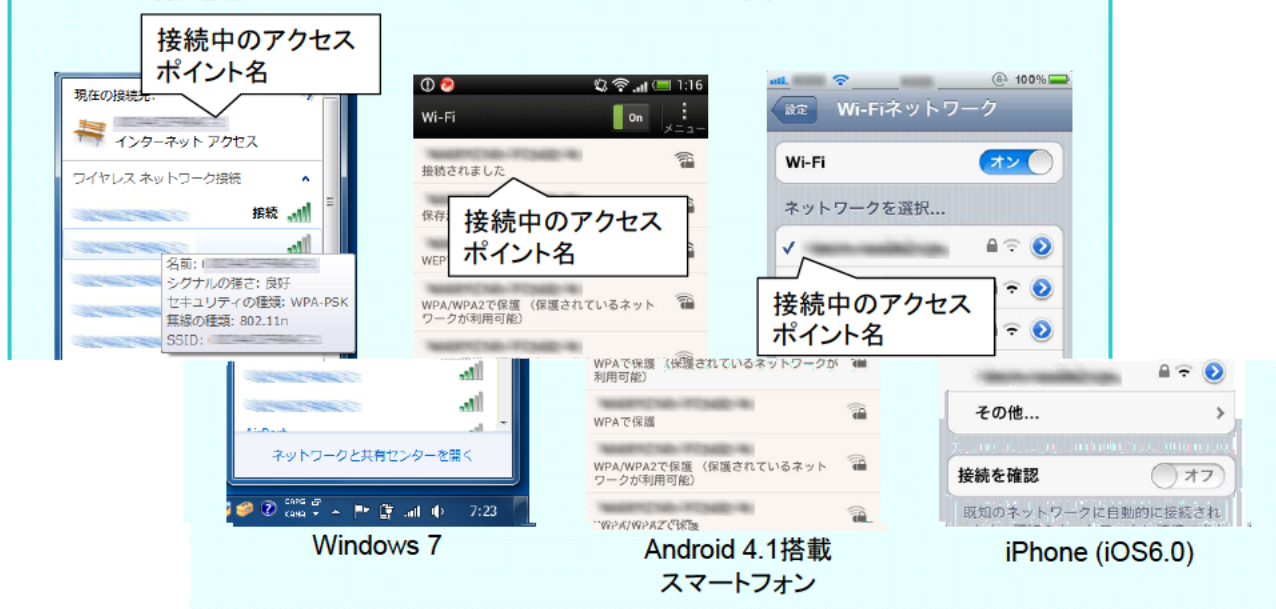 接続中のアクセス
ポイント名
現在の接続先:
インターネット アクセス
ワイヤレス ネットワーク接続
接続
名前:
シグナルの強さ: 良好
セキュリティの種類: WPA-PSK
無線の種類: 802.11n
SSID:
ネットワークと共有センターを開く
CAPS
KANA
7:23
Windows 7
1:16
Wi-Fi
On
メニュー
接続されました
接続中のアクセス
ポイント名
保存
WEP
WPA/WPA2で保護 (保護されているネット
ワークが利用可能)
WPAで保護 (保護されているネットワークが
利用可能)
WPAで保護
WPA/WPA2で保護 (保護されているネット
ワークが利用可能)
WPA/WPA2で保護
Android 4.1搭載
スマートフォン
100%
設定
Wi-Fiネットワーク
Wi-Fi
オン
ネットワークを選択...
接続中のアクセス
ポイント名
その他...
接続を確認
オフ
既知のネットワークに自動的に接続され
iPhone (iOS6.0)